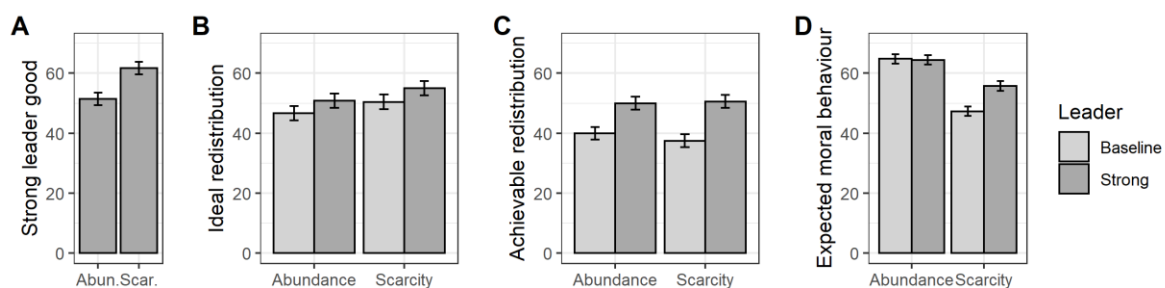 A
Strong leader good
60
40
20
0
Abun.Scar.
B
Ideal redistribution
60
40
20
0
Abundance
Scarcity
C
Achievable redistribution
60
40
20
0
Abundance
Scarcity
D
Expected moral behaviour
60
40
20
0
Abundance
Scarcity
Leader
Baseline
Strong